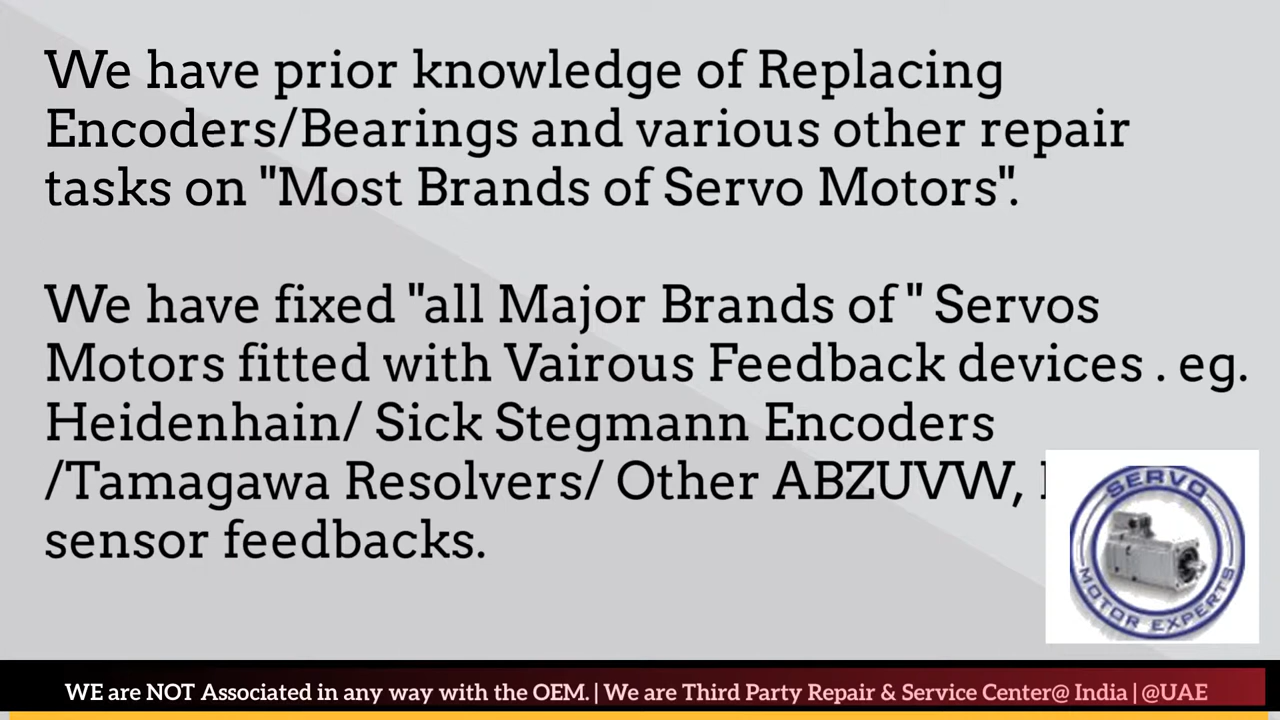 We have prior knowledge of Replacing
Encoders/Bearings and various other repair
tasks on "Most Brands of Servo Motors".
We have fixed "all Major Brands of " Servos
Motors fitted with Vairous Feedback devices . eg.
Heidenhain/ Sick Stegmann Encoders
/Tamagawa Resolvers/ Other ABZUVW,
sensor feedbacks.
SERVO
MOTOR EXPERTS
WE are NOT Associated in any way with the OEM. | We are Third Party Repair & Service Center@ India | @UAE